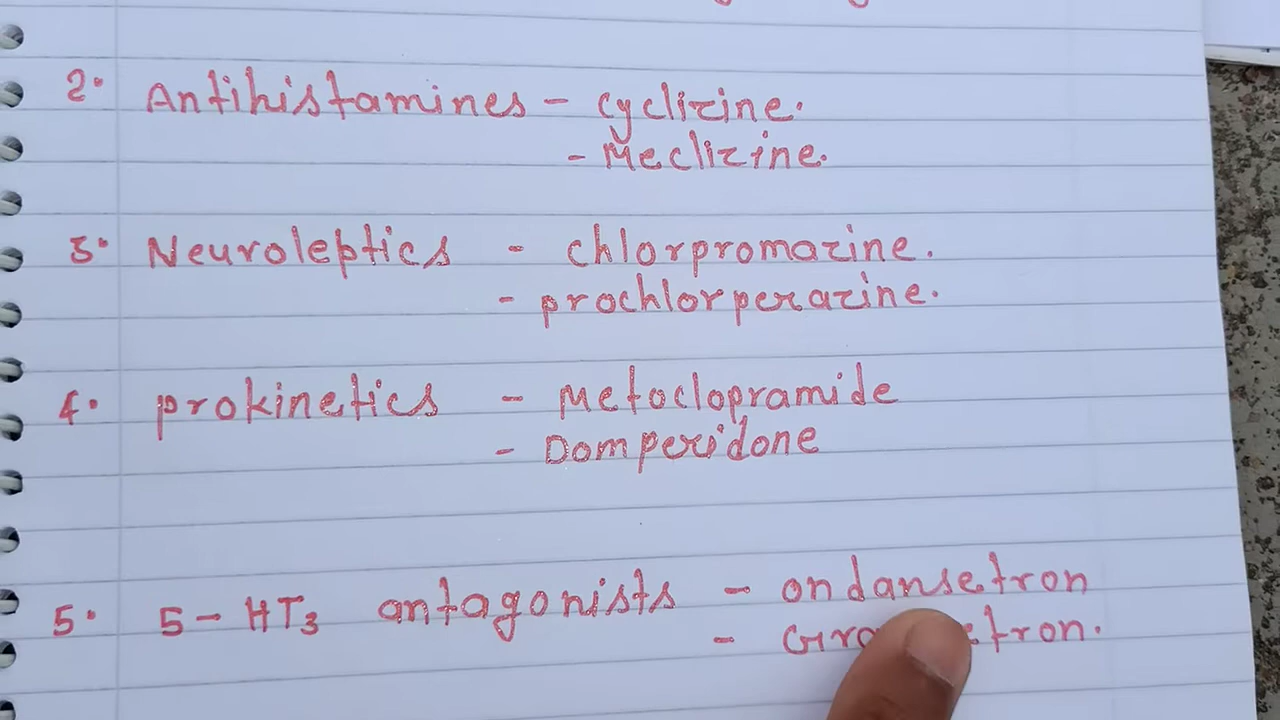 2. Antihistamines - cyclizine.
- Meclizine.
3. Neuroleptics - chlorpromazine.
- prochlorperazine.
4. prokinetics - Metoclopramide
- Domperidone
5. 5-HT3 antagonists - ondansetron
-